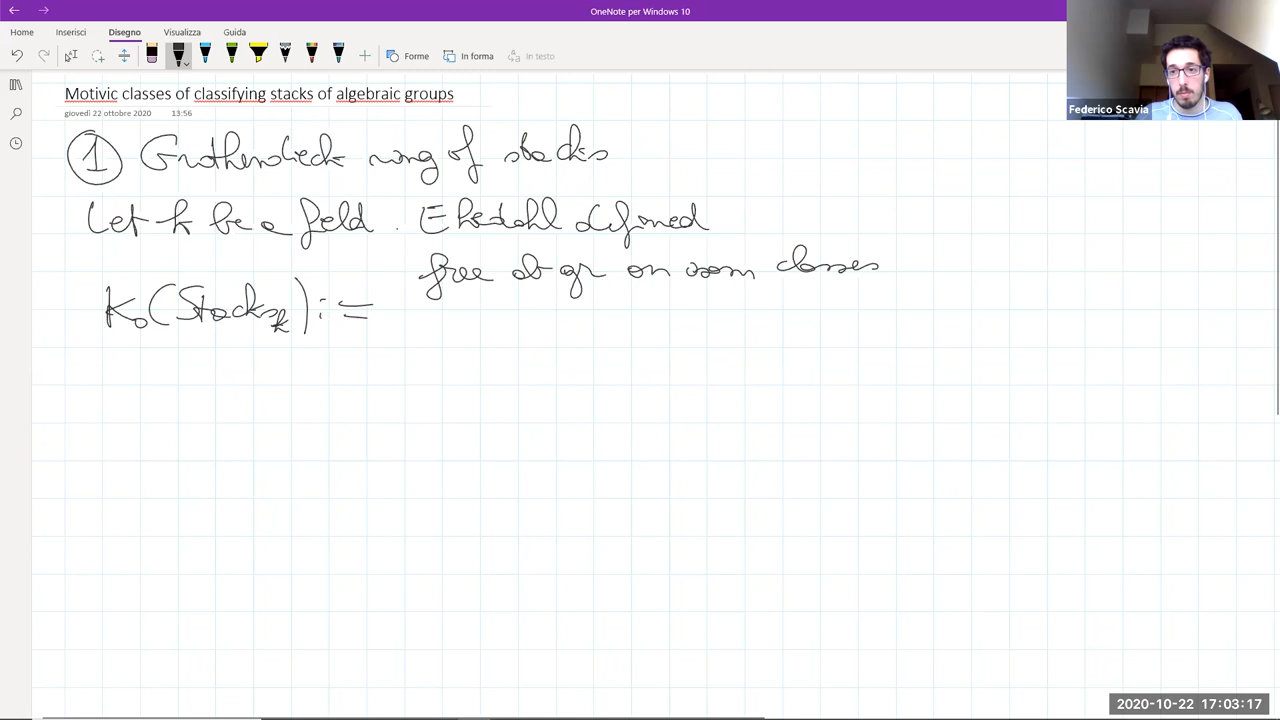 OneNote per Windows 10
Home Inserisci Disegno Visualizza Guida
Forme In forma In testo
Federico Scavia
Motivic classes of classifying stacks of algebraic groups
giovedì 22 ottobre 2020 13:56
① Grothendieck ring of stacks
Let k be a field. Ekedahl defined
free ab gr on isom classes
K₀(Stacksₖ) :=
2020-10-22 17:03:17